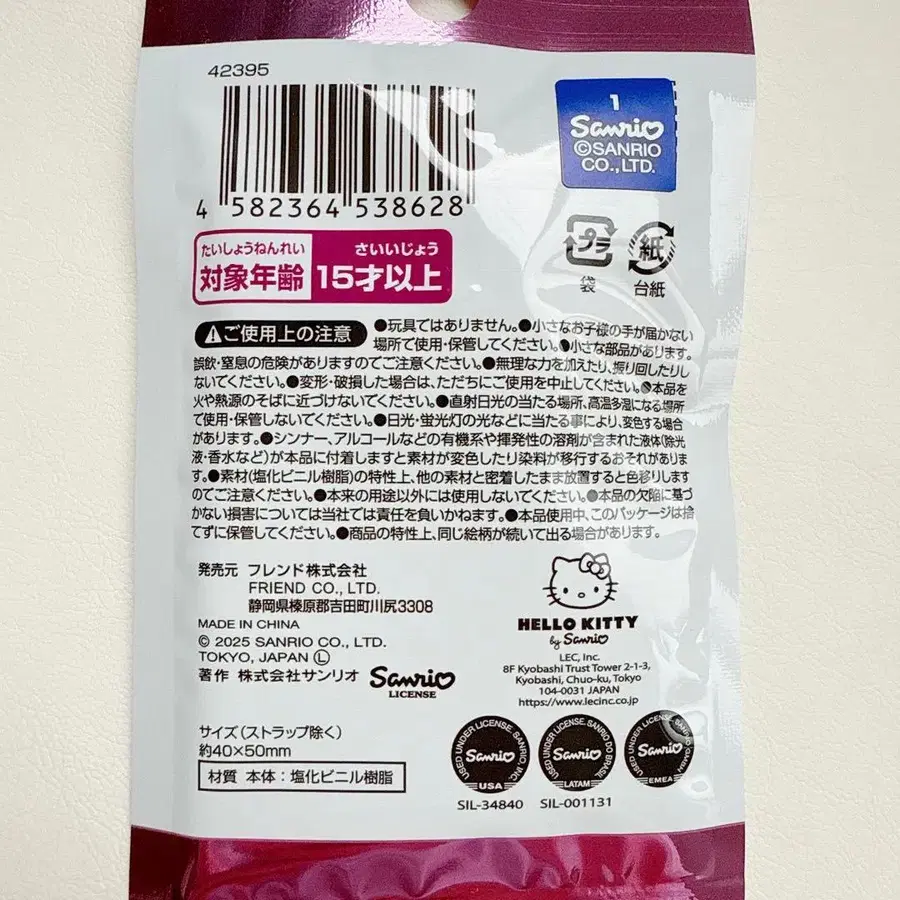 42395
4 582364 538628
1
Sanrio
©SANRIO
CO.,LTD.
プラ
袋
紙
台紙
たいしょうねんれい さいいじょう
対象年齢 15才以上
ご使用上の注意 ●玩具ではありません。●小さなお子様の手が届かない
場所で使用・保管してください。●小さな部品があります。
誤飲・窒息の危険がありますのでご注意ください。●無理な力を加えたり、振り回したりし
ないでください。●変形・破損した場合は、ただちにご使用を中止してください。●本品を
火や熱源のそばに近づけないでください。●直射日光の当たる場所、高温多湿になる場所
で使用・保管しないでください。●日光・蛍光灯の光などに当たる事により、変色する場合
があります。●シンナー、アルコールなどの有機系や揮発性の溶剤が含まれた液体(除光
液・香水など)が本品に付着しますと素材が変色したり染料が移行するおそれがありま
す。●素材(塩化ビニル樹脂)の特性上、他の素材と密着したまま放置すると色移りします
のでご注意ください。●本来の用途以外には使用しないでください。●本品の欠陥に基づ
かない損害については当社では責任を負いかねます。●本品使用中、このパッケージは捨
てずに保管してください。●商品の特性上、同じ絵柄が続いて出る場合があります。
発売元 フレンド株式会社
FRIEND CO., LTD.
静岡県榛原郡吉田町川尻3308
MADE IN CHINA
© 2025 SANRIO CO., LTD.
TOKYO, JAPAN Ⓛ
著作 株式会社サンリオ
Sanrio
LICENSE
HELLO KITTY
by Sanrio
LEC, Inc.
8F Kyobashi Trust Tower 2-1-3,
Kyobashi, Chuo-ku, Tokyo
104-0031 JAPAN
https://www.lecinc.co.jp
サイズ(ストラップ除く)
約40×50mm
材質 本体:塩化ビニル樹脂
USED UNDER LICENSE. SANRIO, INC.
Sanrio
USA
SIL-34840
USED UNDER LICENSE. SANRIO DO BRASIL
Sanrio
LATAM
SIL-001131
USED UNDER LICENSE. SANRIO GMBH
Sanrio
EMEA